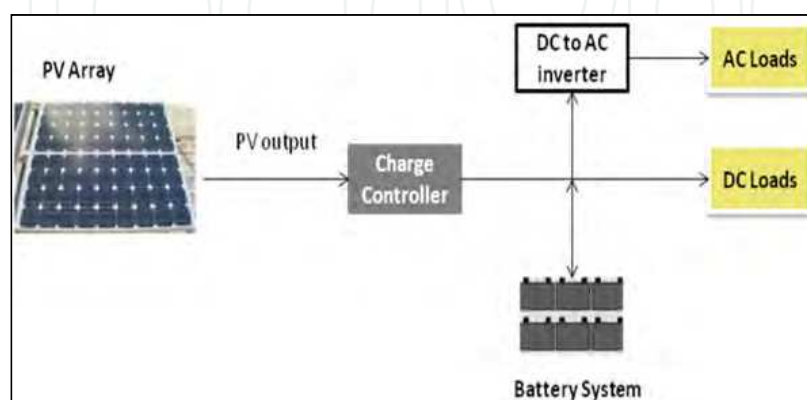 PV Array
PV output
Charge
Controller
DC to AC
inverter
AC Loads
DC Loads
Battery System